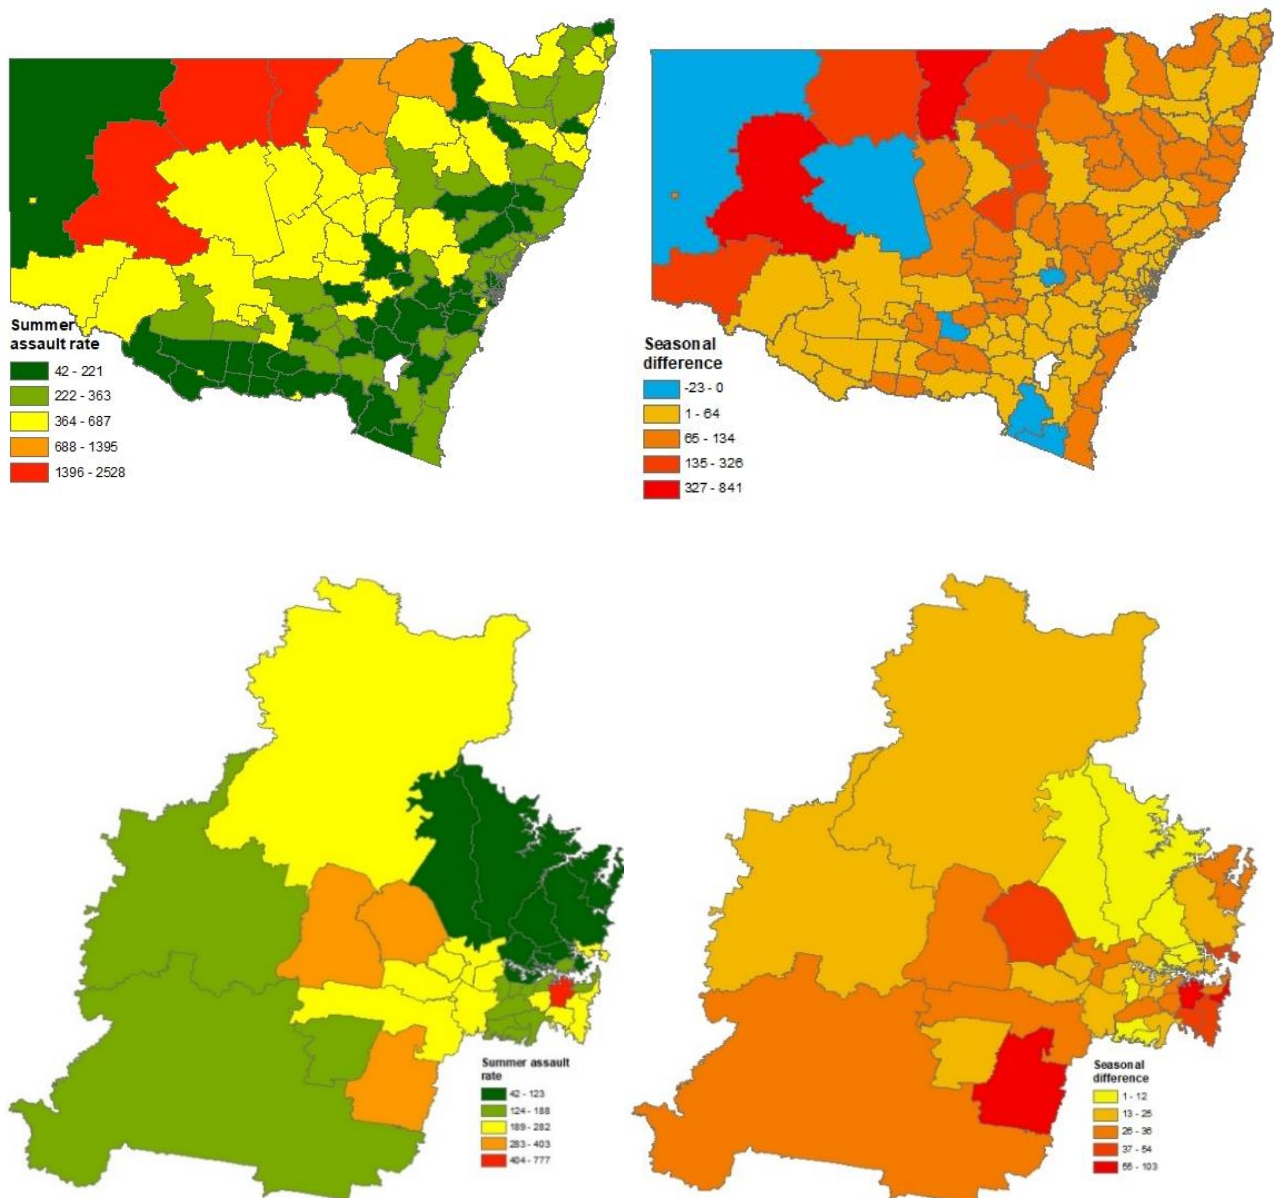 Summer
assault rate
42 - 221
222 - 363
364 - 687
688 - 1395
1396 - 2528
Seasonal
difference
-23 - 0
1 - 64
65 - 134
135 - 326
327 - 841
Summer assault
rate
42 - 123
124 - 188
189 - 282
283 - 403
404 - 777
Seasonal
difference
1 - 12
13 - 25
26 - 36
37 - 54
55 - 103